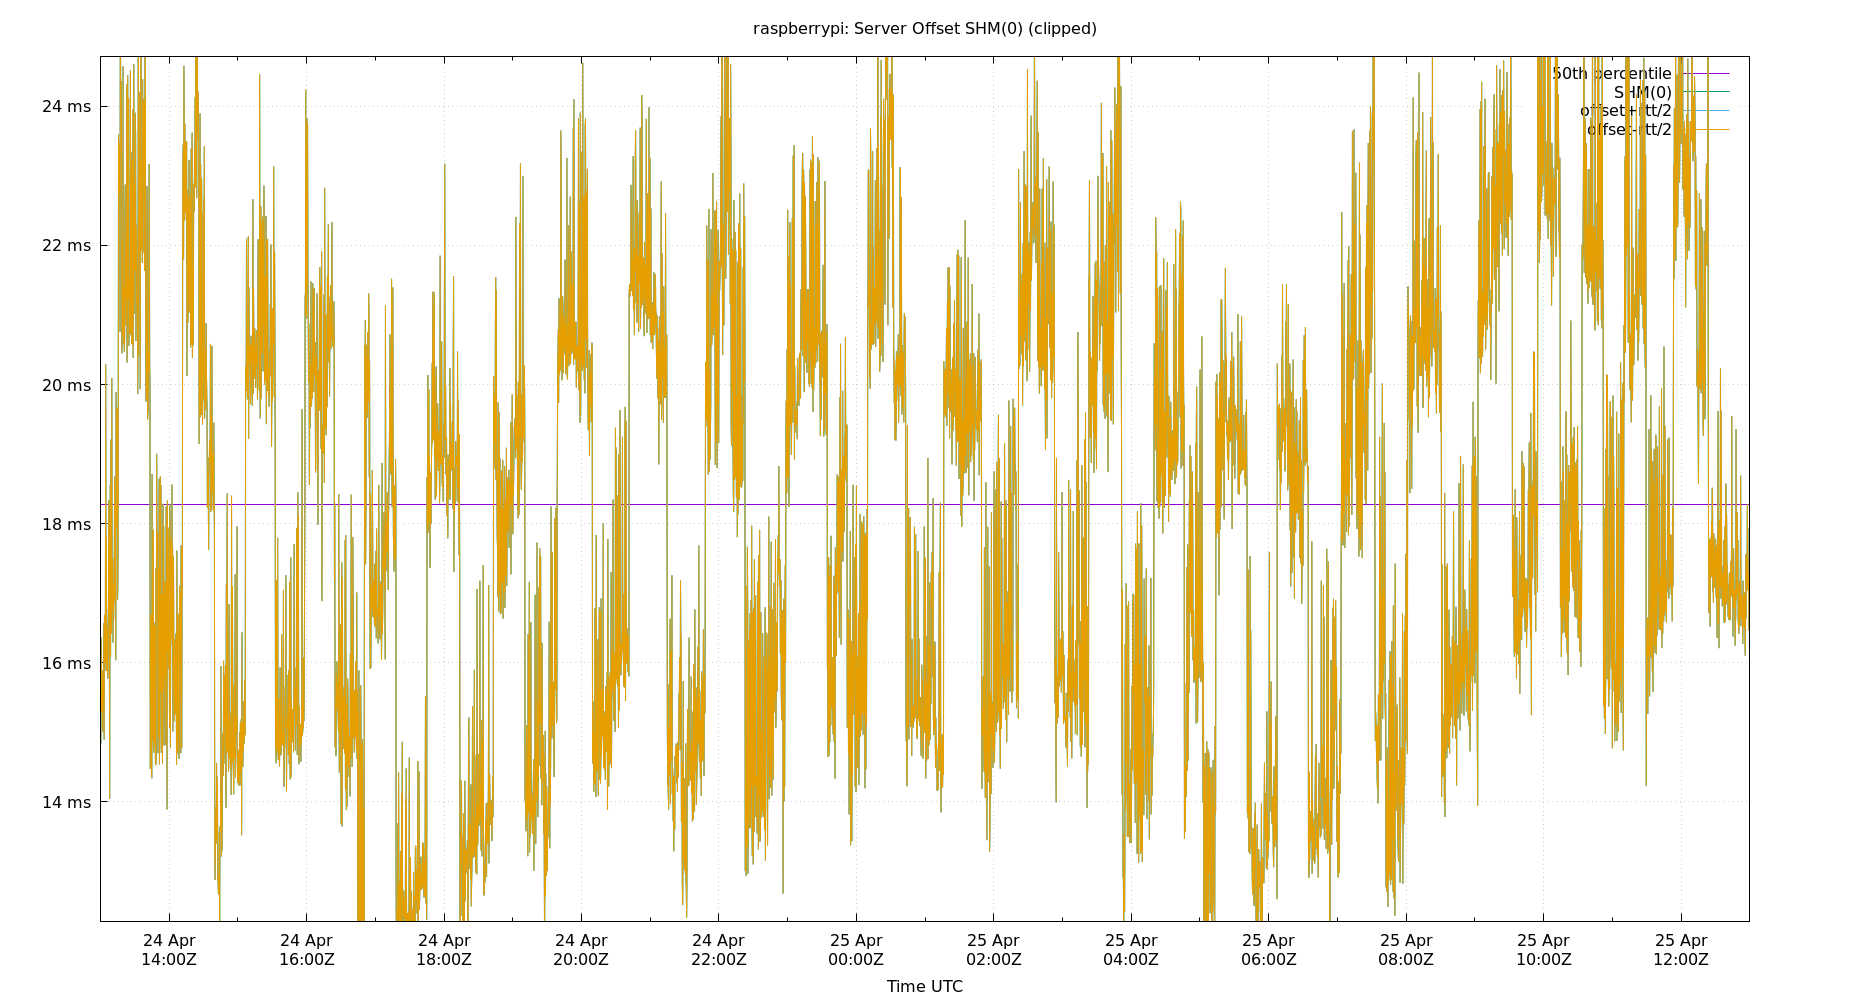 raspberrypi: Server Offset SHM(0) (clipped)
50th percentile
SHM(0)
offset+rtt/2
offset-rtt/2
24 ms
22 ms
20 ms
18 ms
16 ms
14 ms
24 Apr 24 Apr 24 Apr 24 Apr 24 Apr 25 Apr 25 Apr 25 Apr 25 Apr 25 Apr 25 Apr 25 Apr
14:00Z 16:00Z 18:00Z 20:00Z 22:00Z 00:00Z 02:00Z 04:00Z 06:00Z 08:00Z 10:00Z 12:00Z
Time UTC